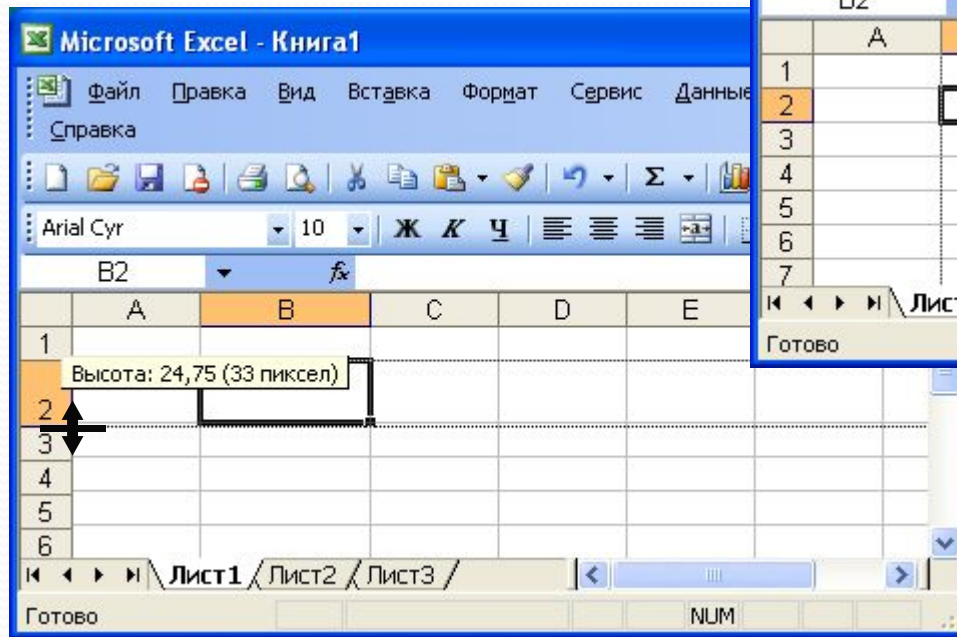 Microsoft Excel - Книга1
Файл Правка Вид Вставка Формат Сервис Данные
Справка
Arial Cyr 10 Ж К Ч
B2 fx
A B C D E
1
Высота: 24,75 (33 пиксел)
2
3
4
5
6
Лист1 Лист2 Лист3
Готово NUM
B2
A
1
2
3
4
5
6
7
Лис
Готово